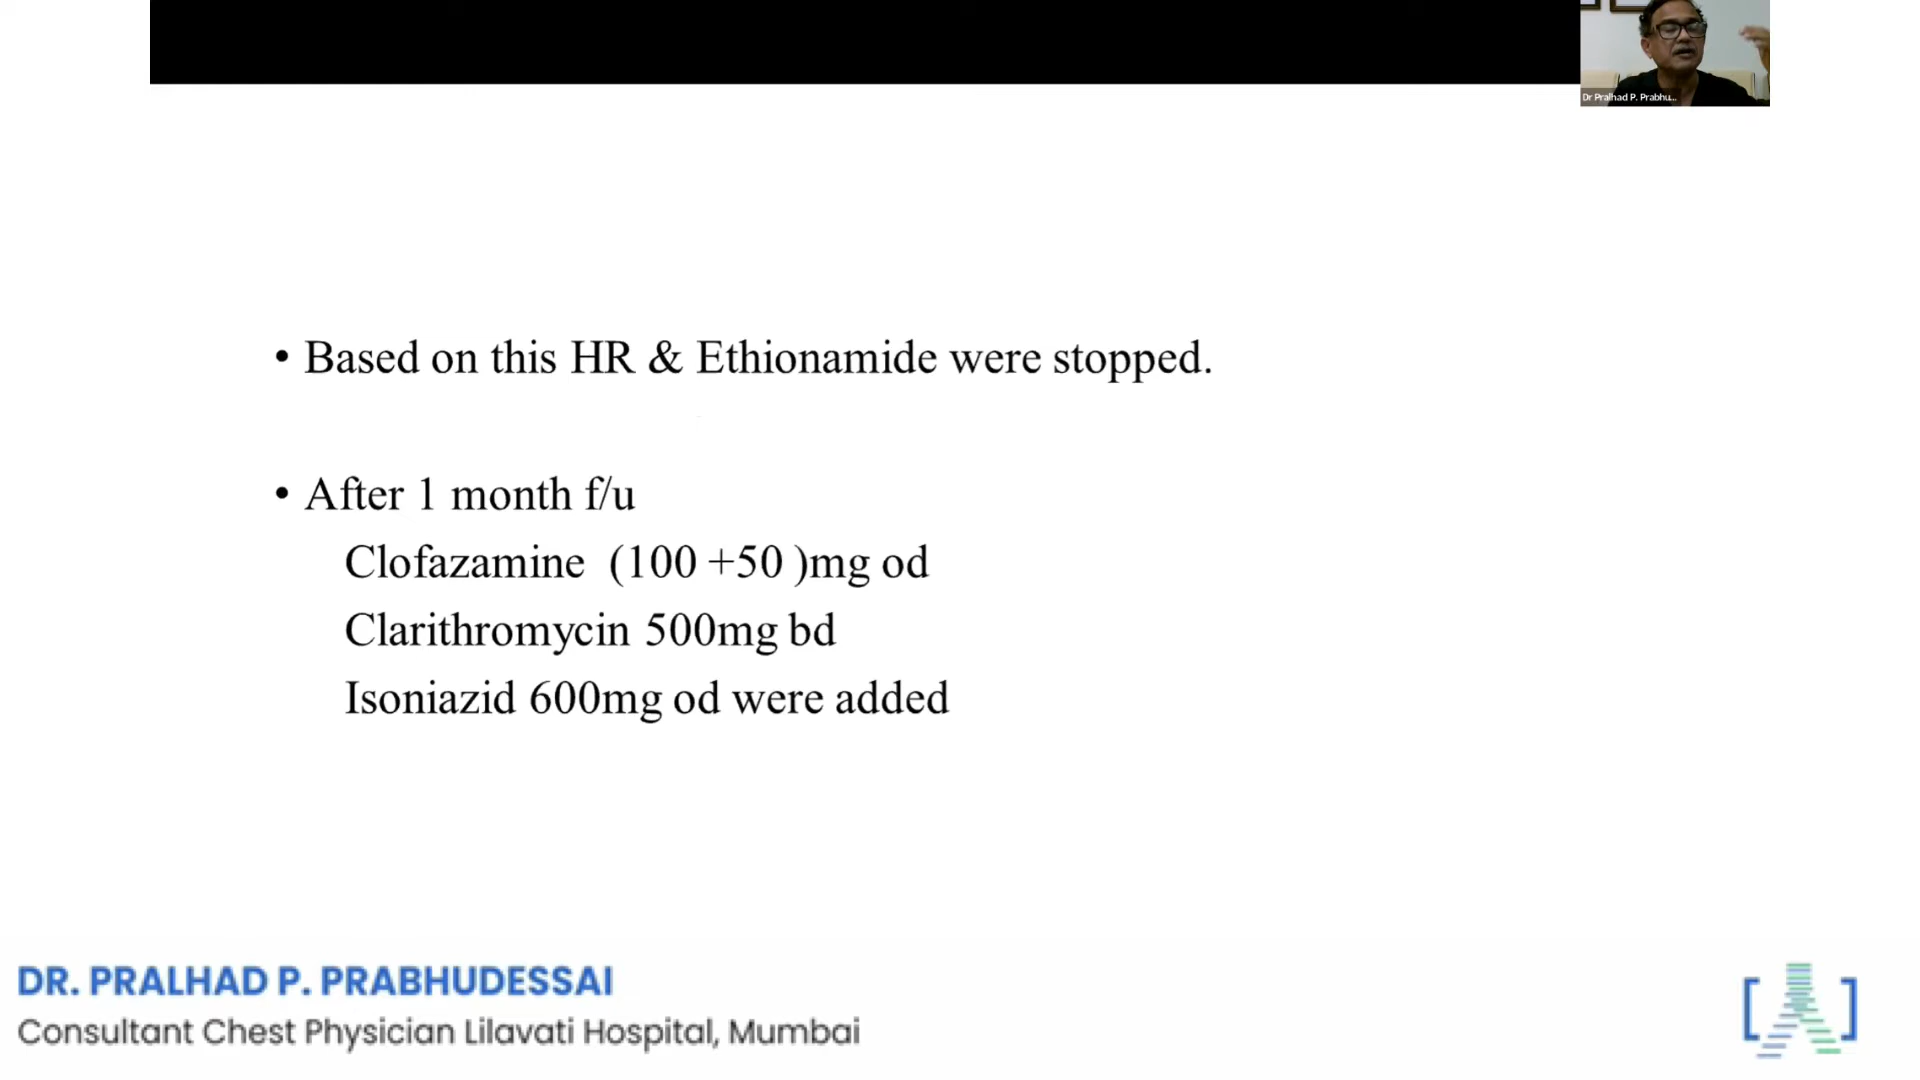 Dr Pralhad P. Prabhu...
• Based on this HR & Ethionamide were stopped.
• After 1 month f/u
Clofazamine (100 +50 )mg od
Clarithromycin 500mg bd
Isoniazid 600mg od were added
DR. PRALHAD P. PRABHUDESSAI
Consultant Chest Physician Lilavati Hospital, Mumbai